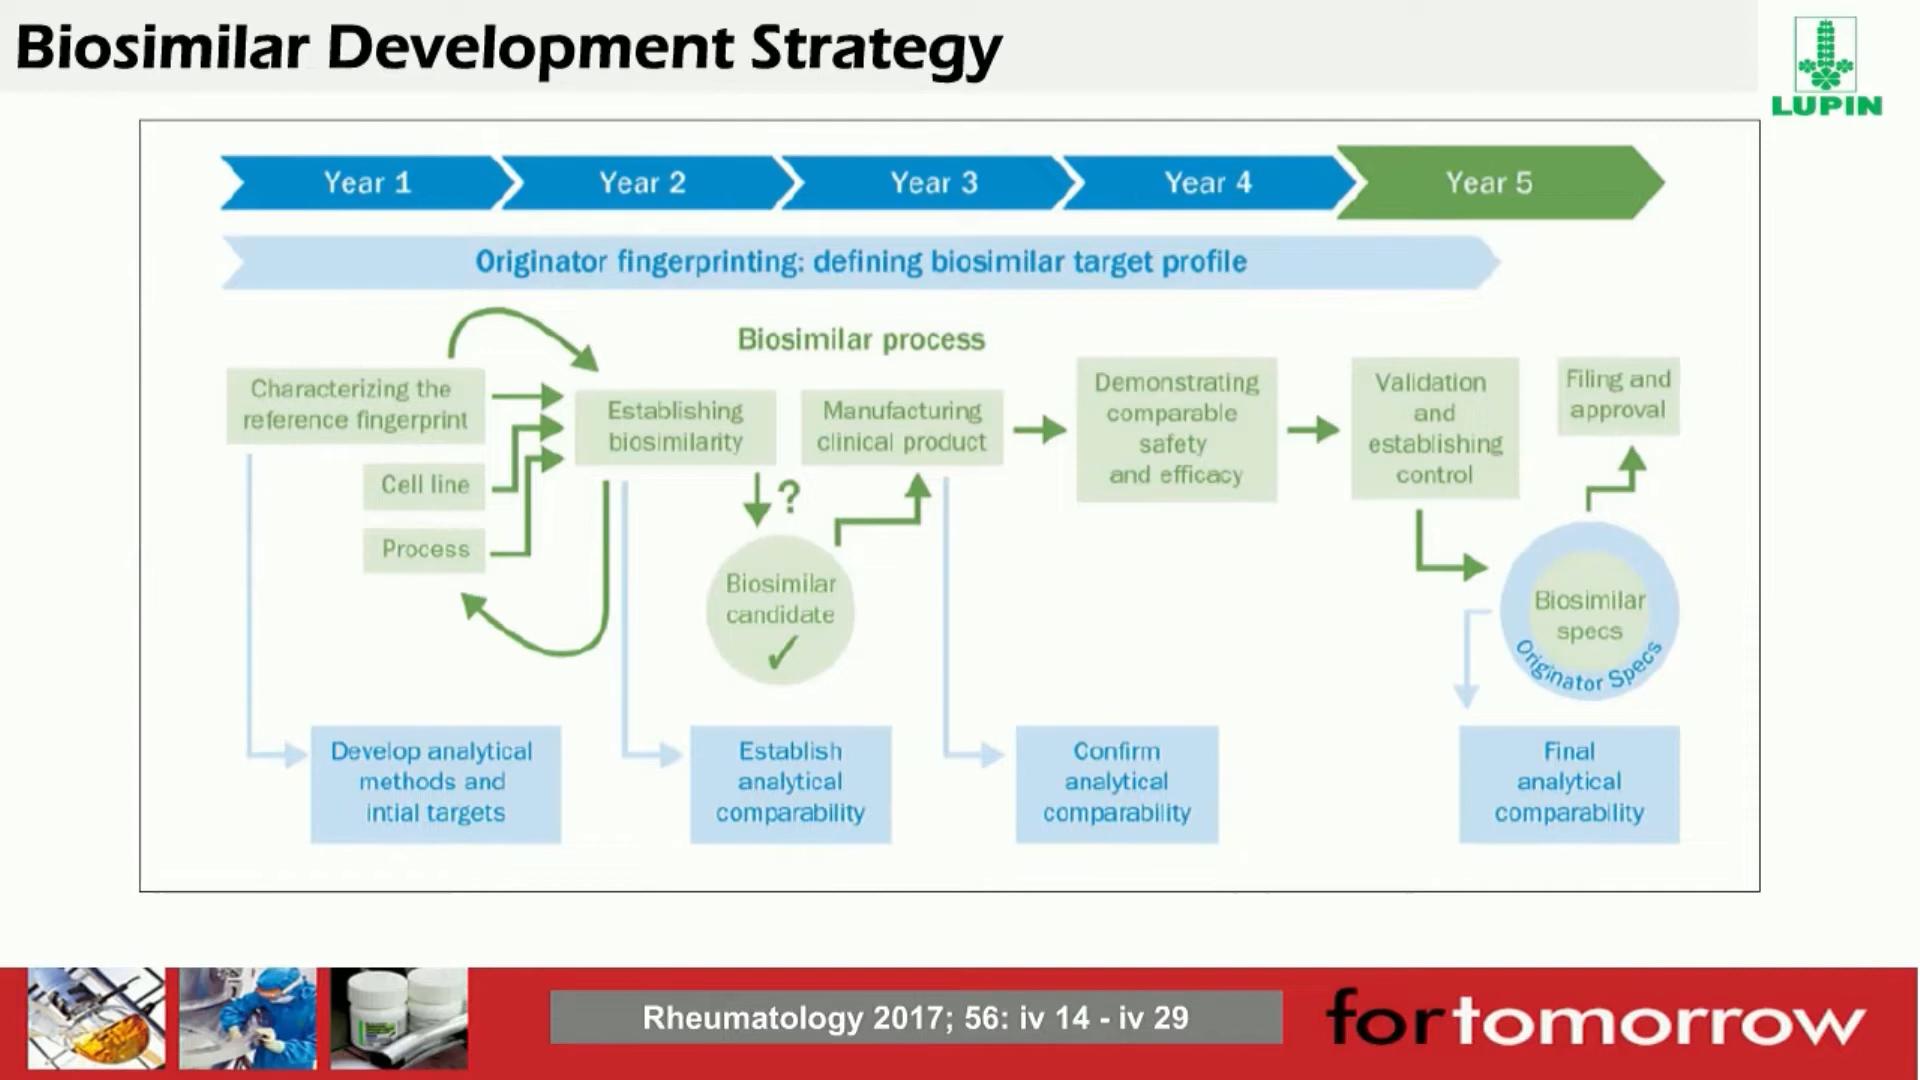 Biosimilar Development Strategy
LUPIN
Year 1
Year 2
Year 3
Year 4
Year 5
Originator fingerprinting: defining biosimilar target profile
Biosimilar process
Characterizing the
reference fingerprint
Cell line
Process
Establishing
biosimilarity
?
Biosimilar
candidate
✓
Manufacturing
clinical product
Demonstrating
comparable
safety
and efficacy
Validation
and
establishing
control
Filing and
approval
Biosimilar
specs
Originator Specs
Develop analytical
methods and
intial targets
Establish
analytical
comparability
Confirm
analytical
comparability
Final
analytical
comparability
Rheumatology 2017; 56: iv 14 - iv 29
fortomorrow